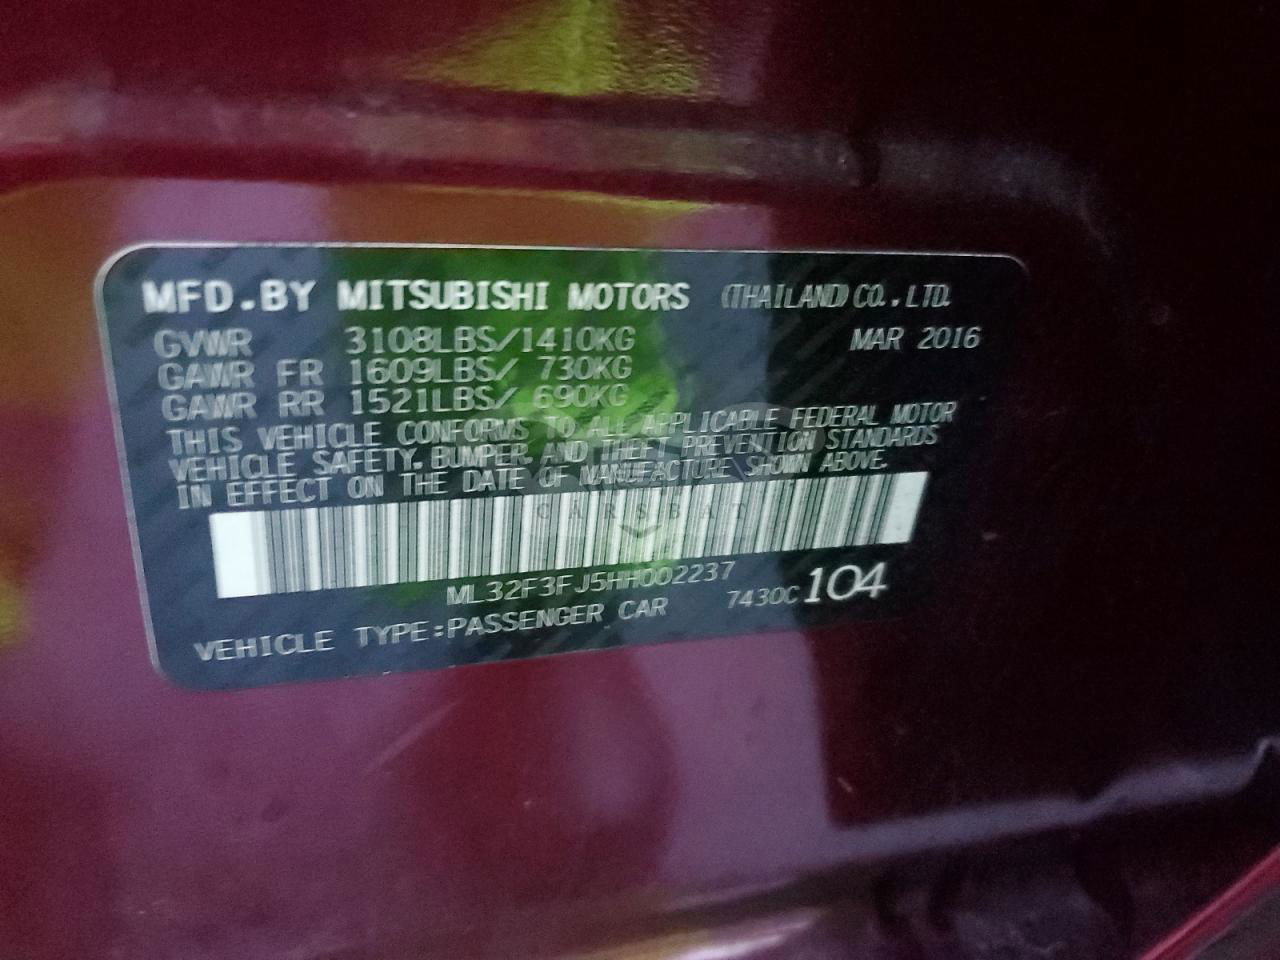 MFD.BY MITSUBISHI MOTORS (THAILAND) CO., LTD.
GVWR 3108LBS/1410KG MAR 2016
GAWR FR 1609LBS/ 730KG
GAWR RR 1521LBS/ 690KG
THIS VEHICLE CONFORMS TO ALL APPLICABLE FEDERAL MOTOR
VEHICLE SAFETY, BUMPER, AND THEFT PREVENTION STANDARDS
IN EFFECT ON THE DATE OF MANUFACTURE SHOWN ABOVE.
CARSBAT
ML32F3FJ5HH002237
7430C 104
VEHICLE TYPE:PASSENGER CAR